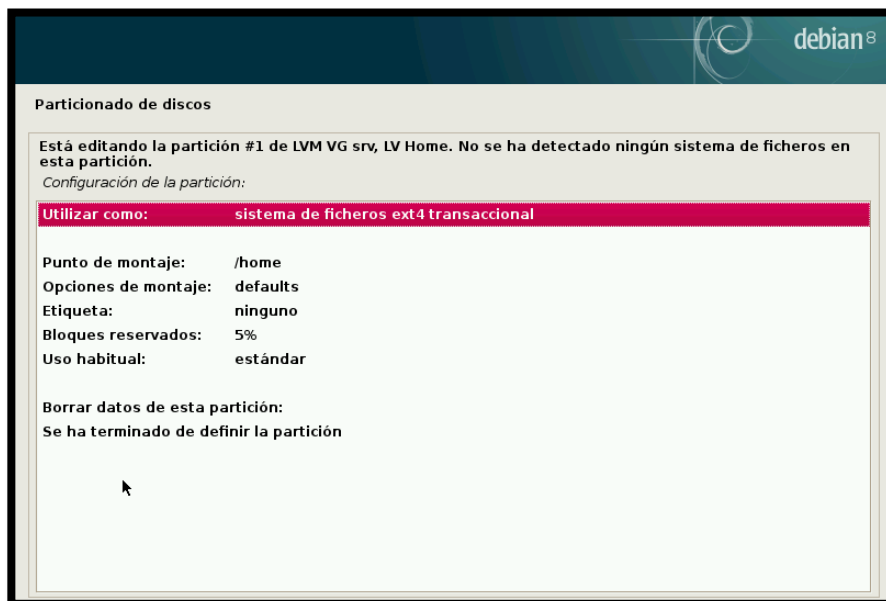 debian 8
Particionado de discos
Está editando la partición #1 de LVM VG srv, LV Home. No se ha detectado ningún sistema de ficheros en
esta partición.
Configuración de la partición:
Utilizar como: sistema de ficheros ext4 transaccional
Punto de montaje: /home
Opciones de montaje: defaults
Etiqueta: ninguno
Bloques reservados: 5%
Uso habitual: estándar
Borrar datos de esta partición:
Se ha terminado de definir la partición